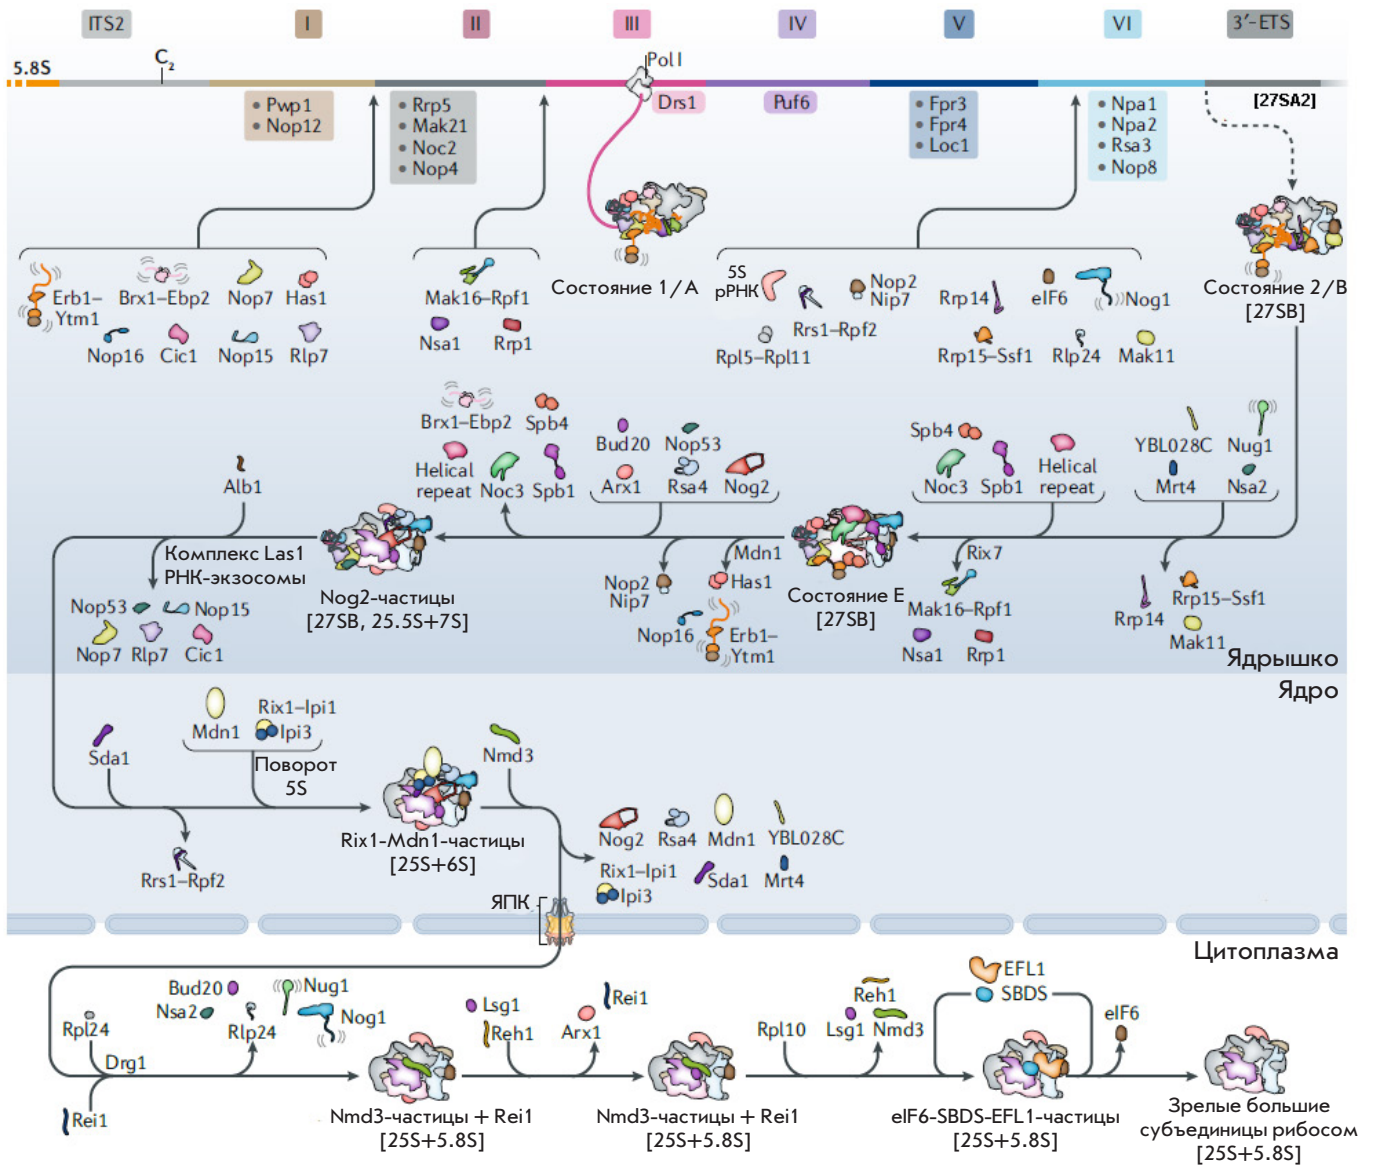 ITS2
I
II
III
IV
V
VI
3′-ETS
5.8S
C2
Pol I
[27SA2]
• Pwp1
• Nop12
• Rrp5
• Mak21
• Noc2
• Nop4
Drs1
Puf6
• Fpr3
• Fpr4
• Loc1
• Npa1
• Npa2
• Rsa3
• Nop8
Erb1–
Ytm1
Brx1–Ebp2
Nop7
Has1
Nop16
Cic1
Nop15
Rlp7
Mak16–Rpf1
Nsa1
Rrp1
Состояние 1/A
5S
рРНК
Nop2
Nip7
Rrs1–Rpf2
Rpl5–Rpl11
Rrp14
eIF6
Nog1
Rrp15–Ssf1
Rlp24
Mak11
Состояние 2/B
[27SB]
Alb1
Brx1–Ebp2
Spb4
Helical
repeat
Noc3
Spb1
Bud20
Nop53
Arx1
Rsa4
Nog2
Spb4
Noc3
Spb1
Helical
repeat
YBL028C
Nug1
Mrt4
Nsa2
Комплекс Las1
РНК-экзосомы
Nop53
Nop15
Nop7
Rlp7
Cic1
Nog2-частицы
[27SB, 25.5S+7S]
Nop2
Nip7
Mdn1
Has1
Nop16
Erb1–
Ytm1
Состояние E
[27SB]
Rix7
Mak16–Rpf1
Nsa1
Rrp1
Rrp14
Rrp15–Ssf1
Mak11
Ядрышко
Ядро
Sda1
Mdn1
Rix1–Ipi1
Ipi3
Поворот
5S
Rrs1–Rpf2
Rix1-Mdn1-частицы
[25S+6S]
Nmd3
Nog2
Rsa4
Mdn1
YBL028C
Rix1–Ipi1
Ipi3
Sda1
Mrt4
ЯПК
Цитоплазма
Rpl24
Drg1
Rei1
Bud20
Nsa2
Rlp24
Nug1
Nog1
Nmd3-частицы + Rei1
[25S+5.8S]
Lsg1
Reh1
Arx1
Rei1
Nmd3-частицы + Rei1
[25S+5.8S]
Rpl10
Reh1
Lsg1
Nmd3
EFL1
SBDS
eIF6-SBDS-EFL1-частицы
[25S+5.8S]
eIF6
Зрелые большие
субъединицы рибосом
[25S+5.8S]